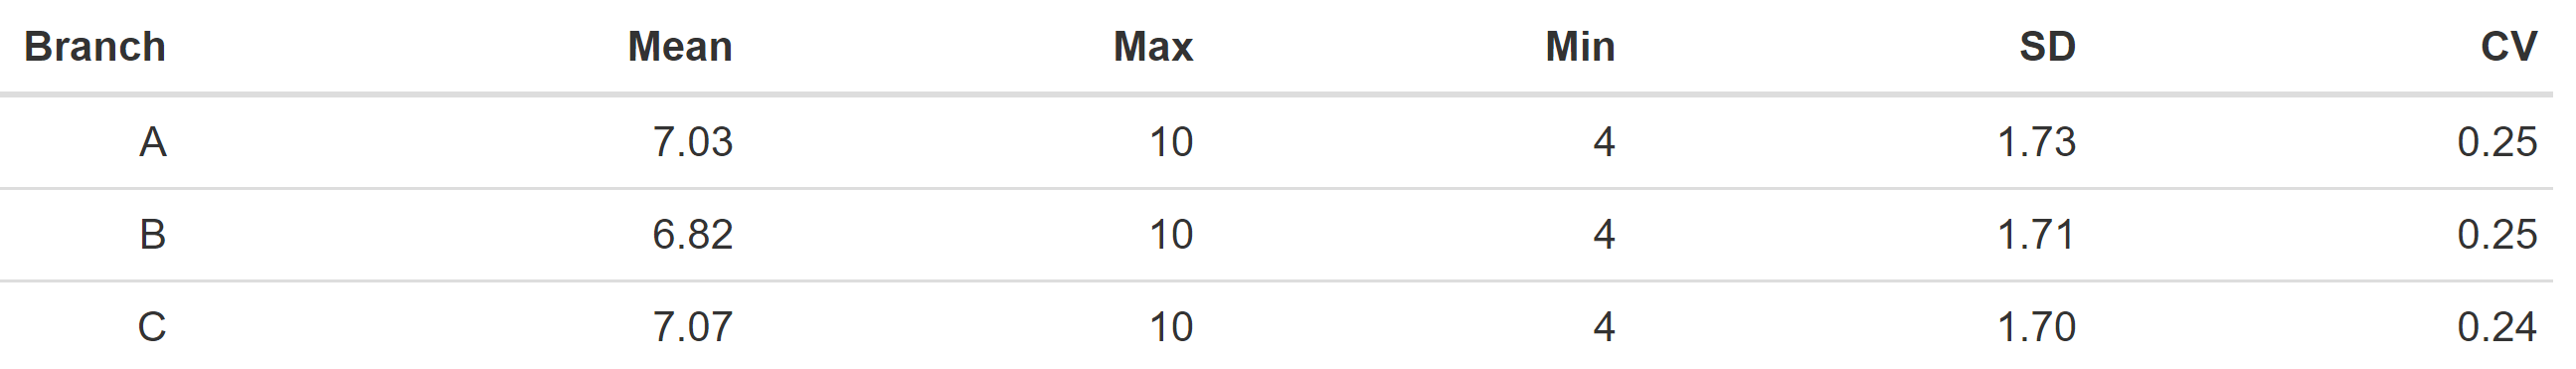 Branch Mean Max Min SD CV
A 7.03 10 4 1.73 0.25
B 6.82 10 4 1.71 0.25
C 7.07 10 4 1.70 0.24